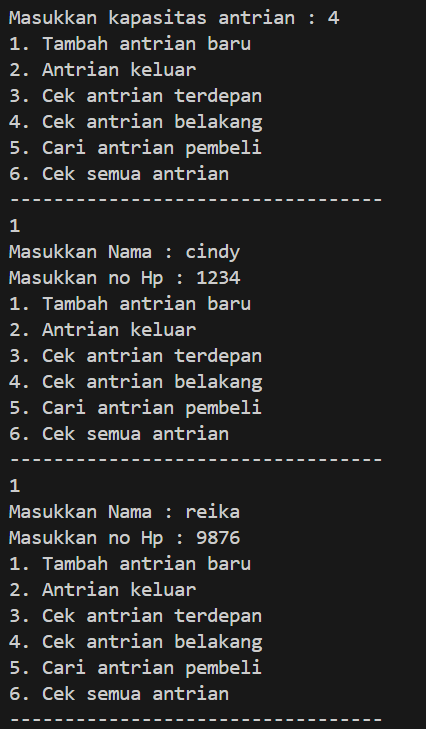 Masukkan kapasitas antrian : 4
1. Tambah antrian baru
2. Antrian keluar
3. Cek antrian terdepan
4. Cek antrian belakang
5. Cari antrian pembeli
6. Cek semua antrian
----------------------------------
1
Masukkan Nama : cindy
Masukkan no Hp : 1234
1. Tambah antrian baru
2. Antrian keluar
3. Cek antrian terdepan
4. Cek antrian belakang
5. Cari antrian pembeli
6. Cek semua antrian
----------------------------------
1
Masukkan Nama : reika
Masukkan no Hp : 9876
1. Tambah antrian baru
2. Antrian keluar
3. Cek antrian terdepan
4. Cek antrian belakang
5. Cari antrian pembeli
6. Cek semua antrian
----------------------------------